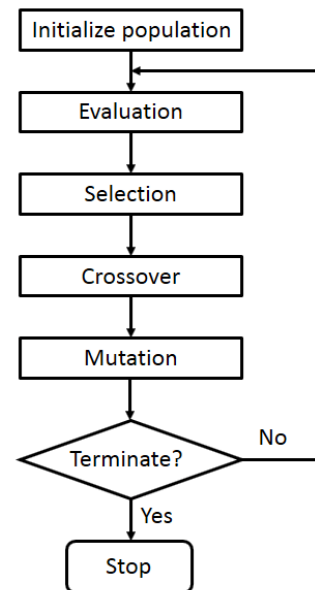 Initialize population
Evaluation
Selection
Crossover
Mutation
Terminate?
No
Yes
Stop